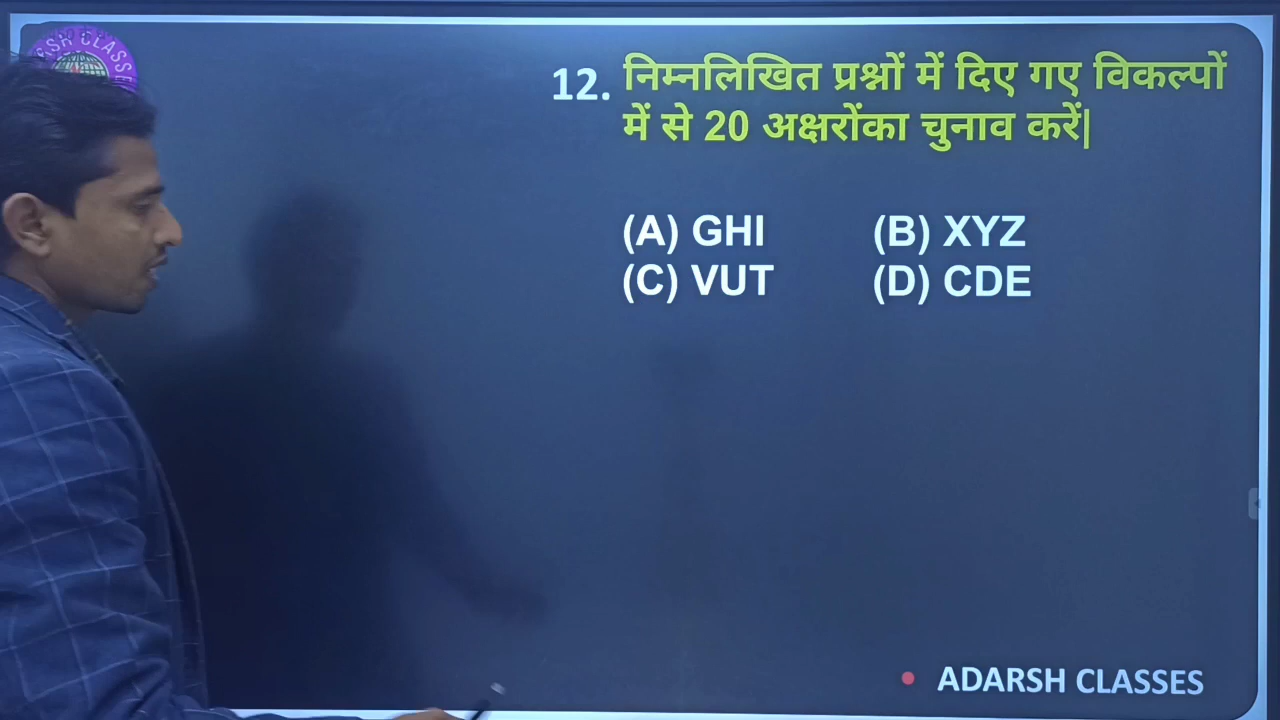 12. निम्नलिखित प्रश्नों में दिए गए विकल्पों
में से 20 अक्षरोंका चुनाव करें|
(A) GHI (B) XYZ
(C) VUT (D) CDE
ADARSH CLASSES